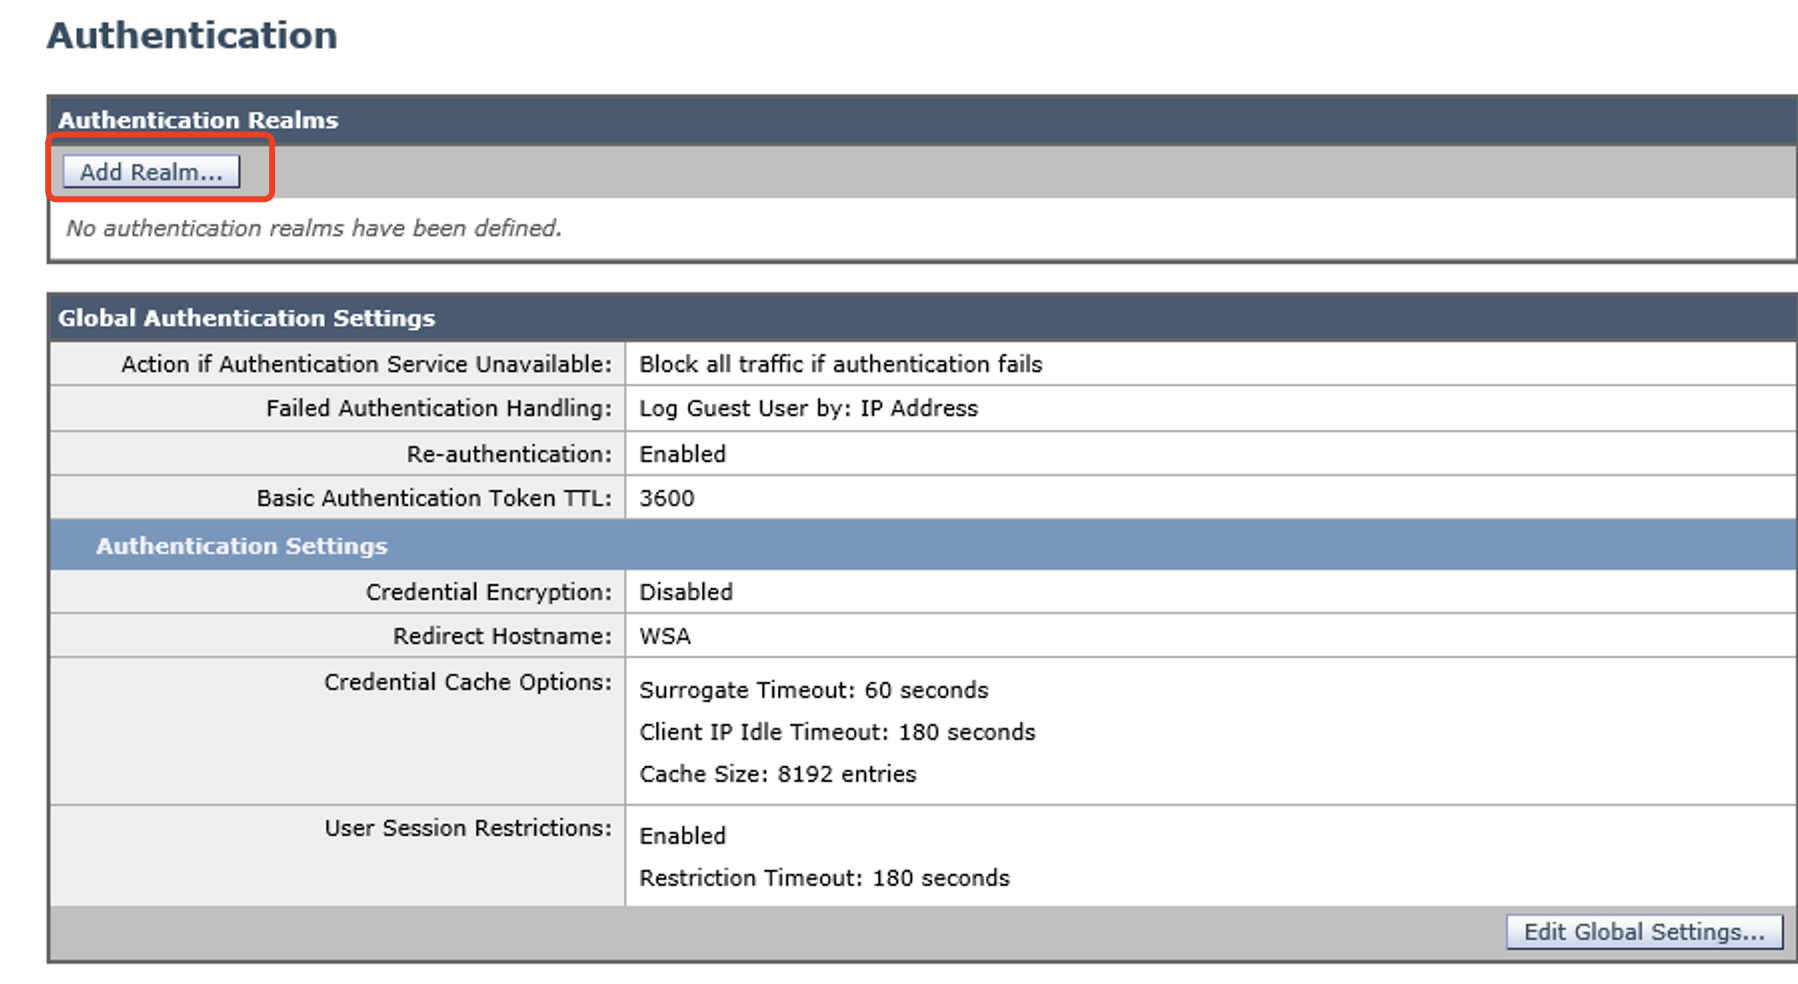 Authentication
Authentication Realms
Add Realm...
No authentication realms have been defined.
Global Authentication Settings
Action if Authentication Service Unavailable: Block all traffic if authentication fails
Failed Authentication Handling: Log Guest User by: IP Address
Re-authentication: Enabled
Basic Authentication Token TTL: 3600
Authentication Settings
Credential Encryption: Disabled
Redirect Hostname: WSA
Credential Cache Options: Surrogate Timeout: 60 seconds
Client IP Idle Timeout: 180 seconds
Cache Size: 8192 entries
User Session Restrictions: Enabled
Restriction Timeout: 180 seconds
Edit Global Settings...